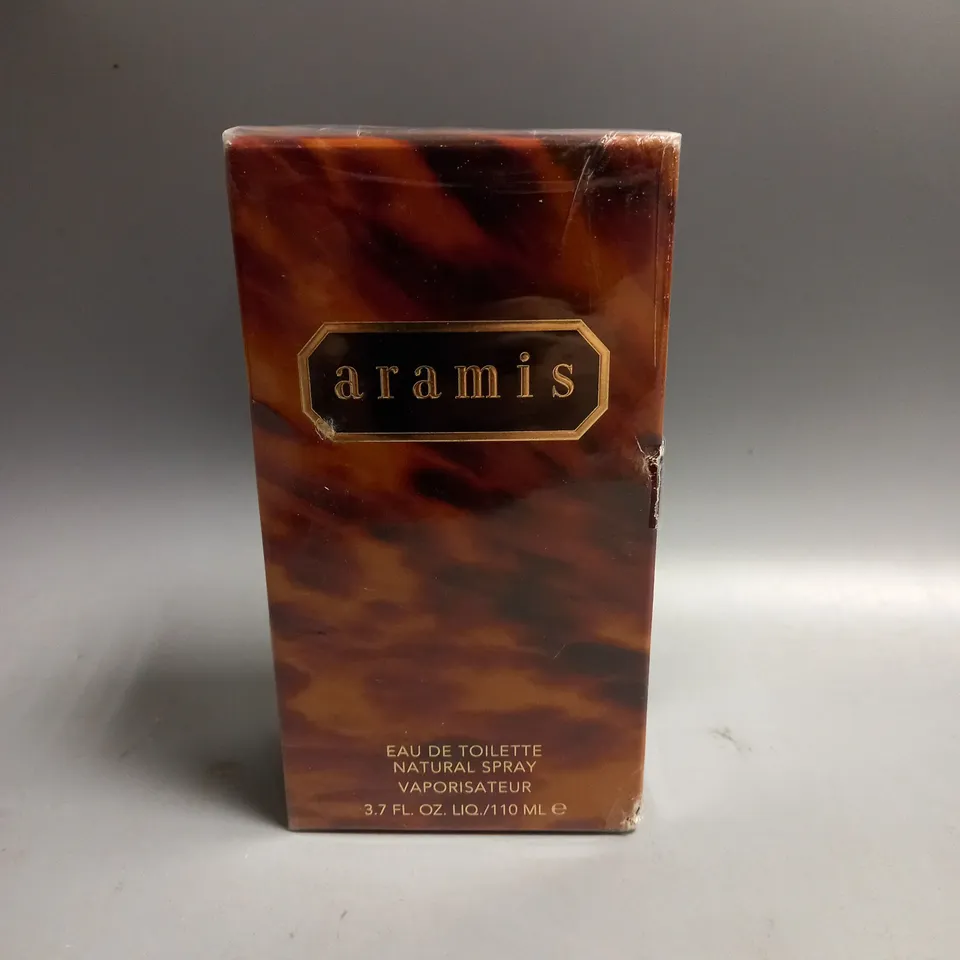 aramis
EAU DE TOILETTE
NATURAL SPRAY
VAPORISATEUR
3.7 FL. OZ. LIQ./110 ML ℮